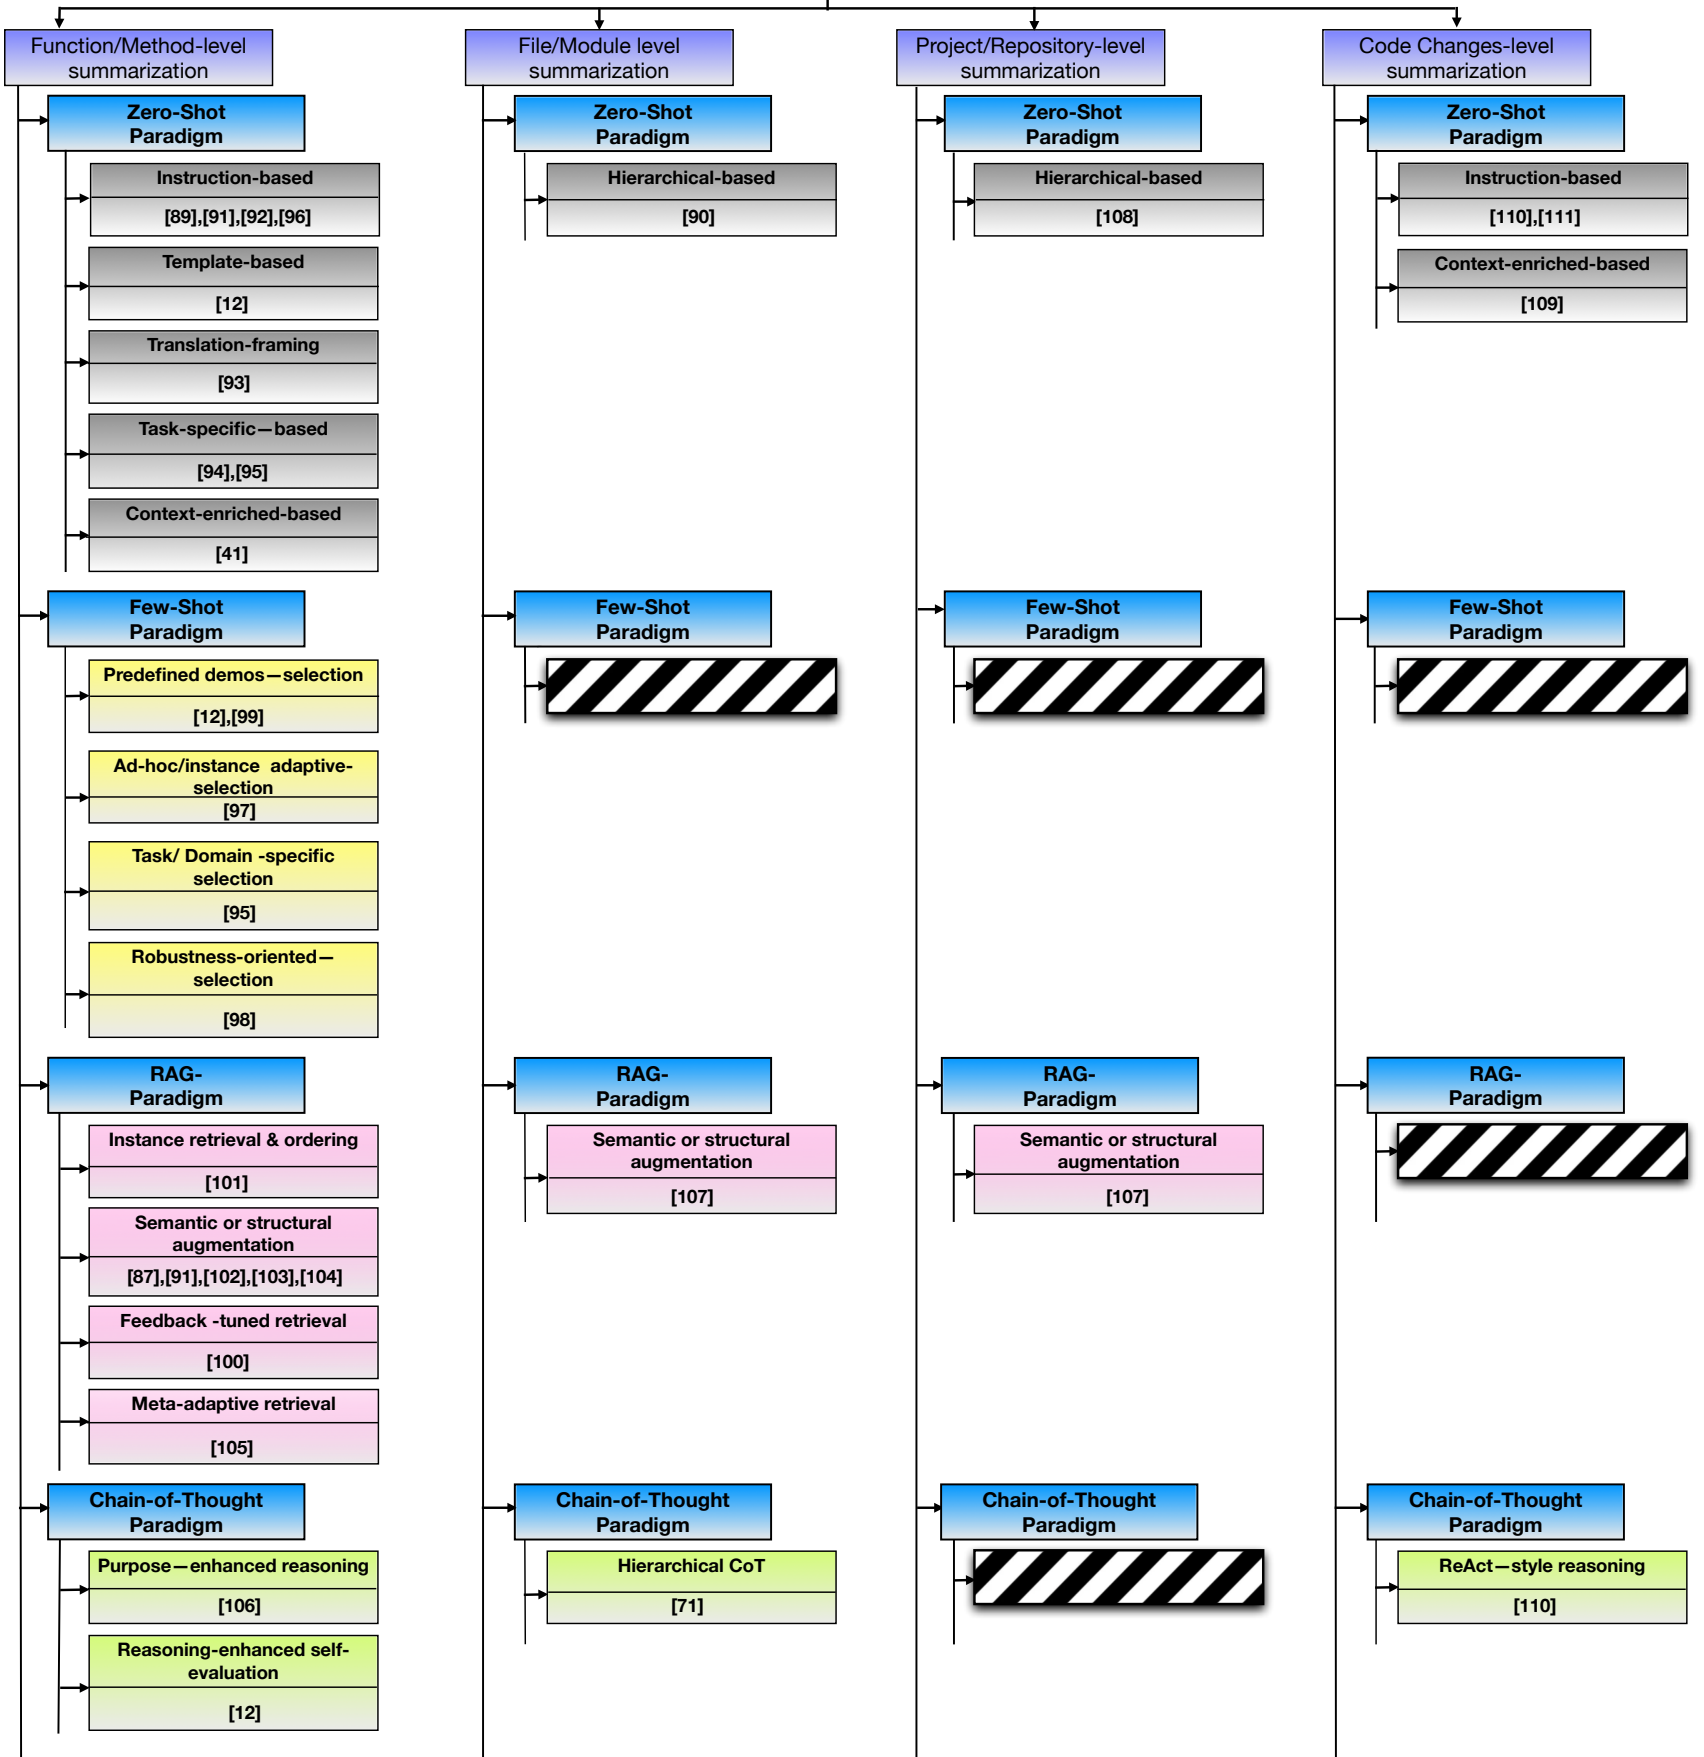 Function/Method-level
summarization
Zero-Shot
Paradigm
Instruction-based
[89],[91],[92],[96]
Template-based
[12]
Translation-framing
[93]
Task-specific—based
[94],[95]
Context-enriched-based
[41]
Few-Shot
Paradigm
Predefined demos—selection
[12],[99]
Ad-hoc/instance adaptive-
selection
[97]
Task/ Domain -specific
selection
[95]
Robustness-oriented—
selection
[98]
RAG-
Paradigm
Instance retrieval & ordering
[101]
Semantic or structural
augmentation
[87],[91],[102],[103],[104]
Feedback -tuned retrieval
[100]
Meta-adaptive retrieval
[105]
Chain-of-Thought
Paradigm
Purpose—enhanced reasoning
[106]
Reasoning-enhanced self-
evaluation
[12]
File/Module level
summarization
Zero-Shot
Paradigm
Hierarchical-based
[90]
Few-Shot
Paradigm
RAG-
Paradigm
Semantic or structural
augmentation
[107]
Chain-of-Thought
Paradigm
Hierarchical CoT
[71]
Project/Repository-level
summarization
Zero-Shot
Paradigm
Hierarchical-based
[108]
Few-Shot
Paradigm
RAG-
Paradigm
Semantic or structural
augmentation
[107]
Chain-of-Thought
Paradigm
Code Changes-level
summarization
Zero-Shot
Paradigm
Instruction-based
[110],[111]
Context-enriched-based
[109]
Few-Shot
Paradigm
RAG-
Paradigm
Chain-of-Thought
Paradigm
ReAct—style reasoning
[110]